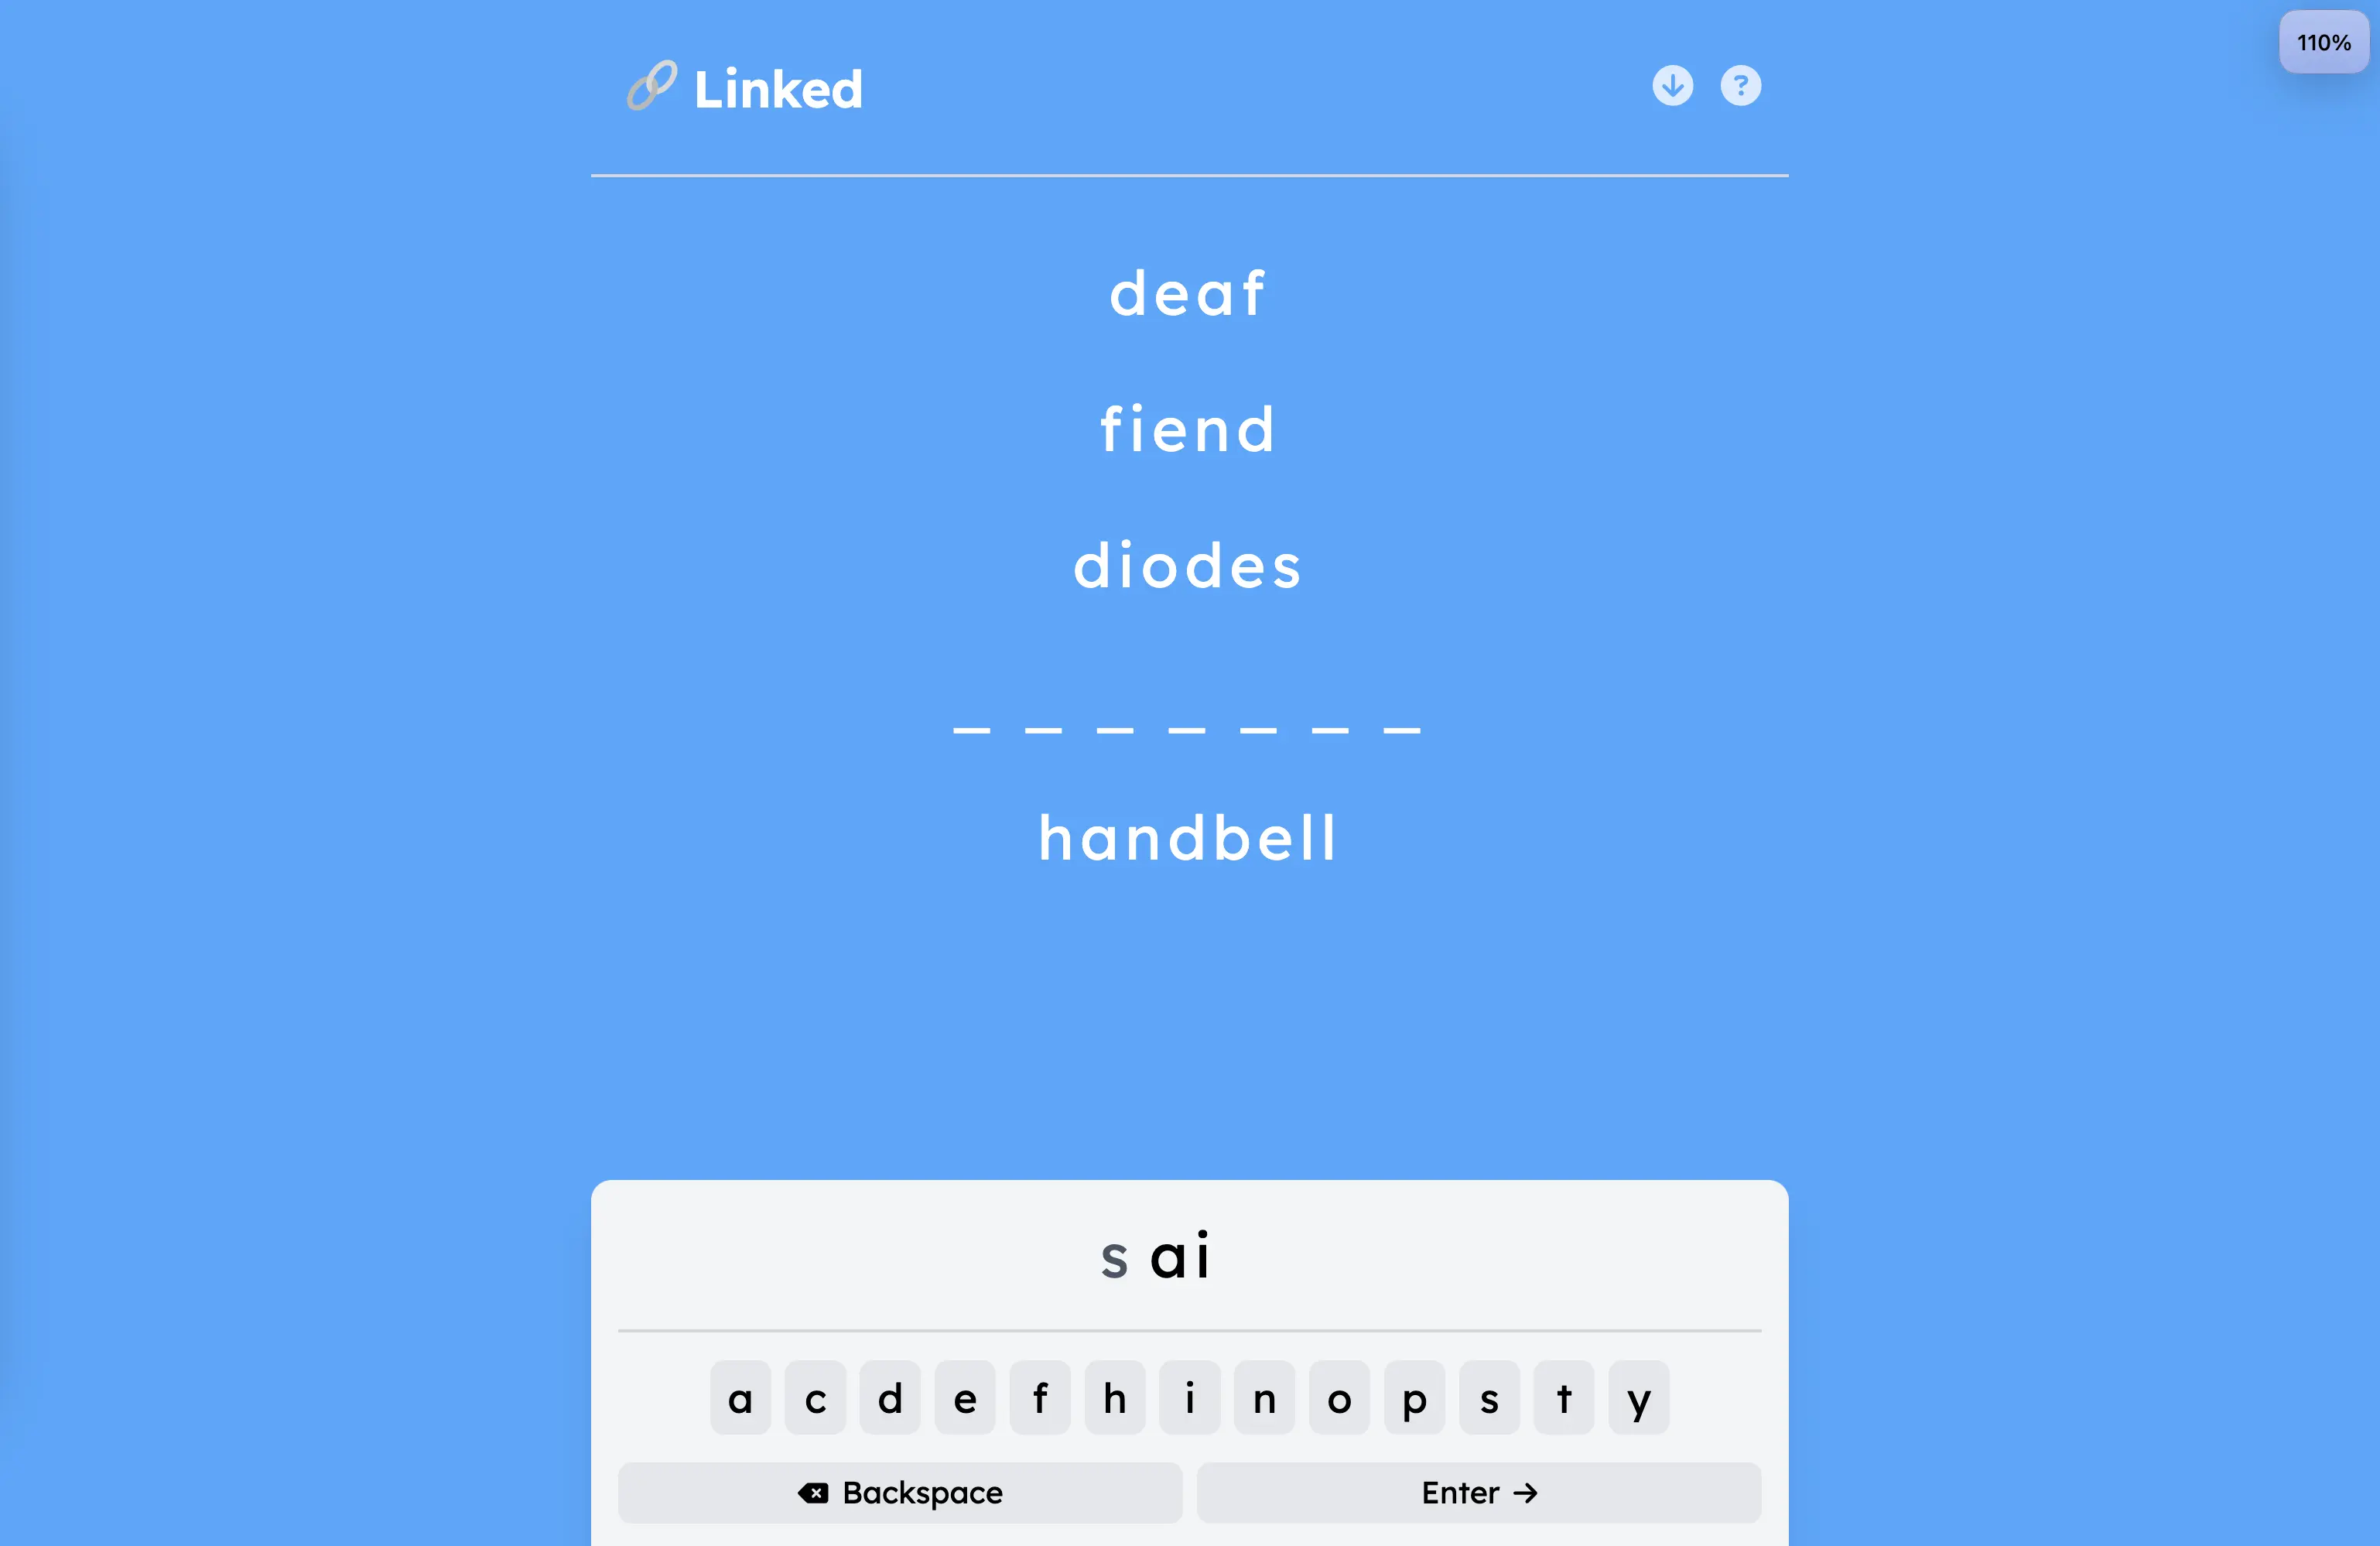 110%
Linked
?
deaf
fiend
diodes
_ _ _ _ _ _ _
handbell
s ai
a c d e f h i n o p s t y
Backspace Enter →